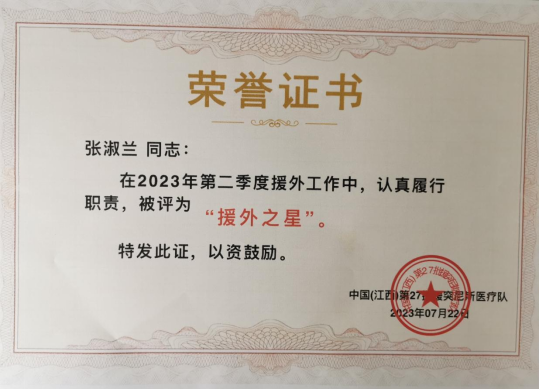 荣誉证书
张淑兰 同志：
在2023年第二季度援外工作中，认真履行
职责，被评为 “援外之星”。
特发此证，以资鼓励。
中国(江西)第27批援突尼斯医疗队
2023年07月22日